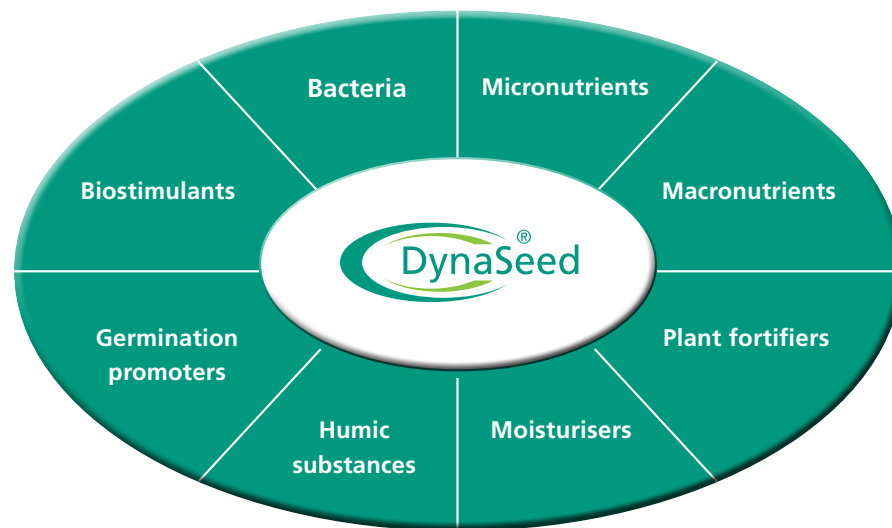 Bacteria
Micronutrients
Biostimulants
Macronutrients
DynaSeed®
Germination
promoters
Plant fortifiers
Humic
substances
Moisturisers